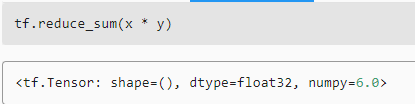 tf.reduce_sum(x * y)
<tf.Tensor: shape=(), dtype=float32, numpy=6.0>